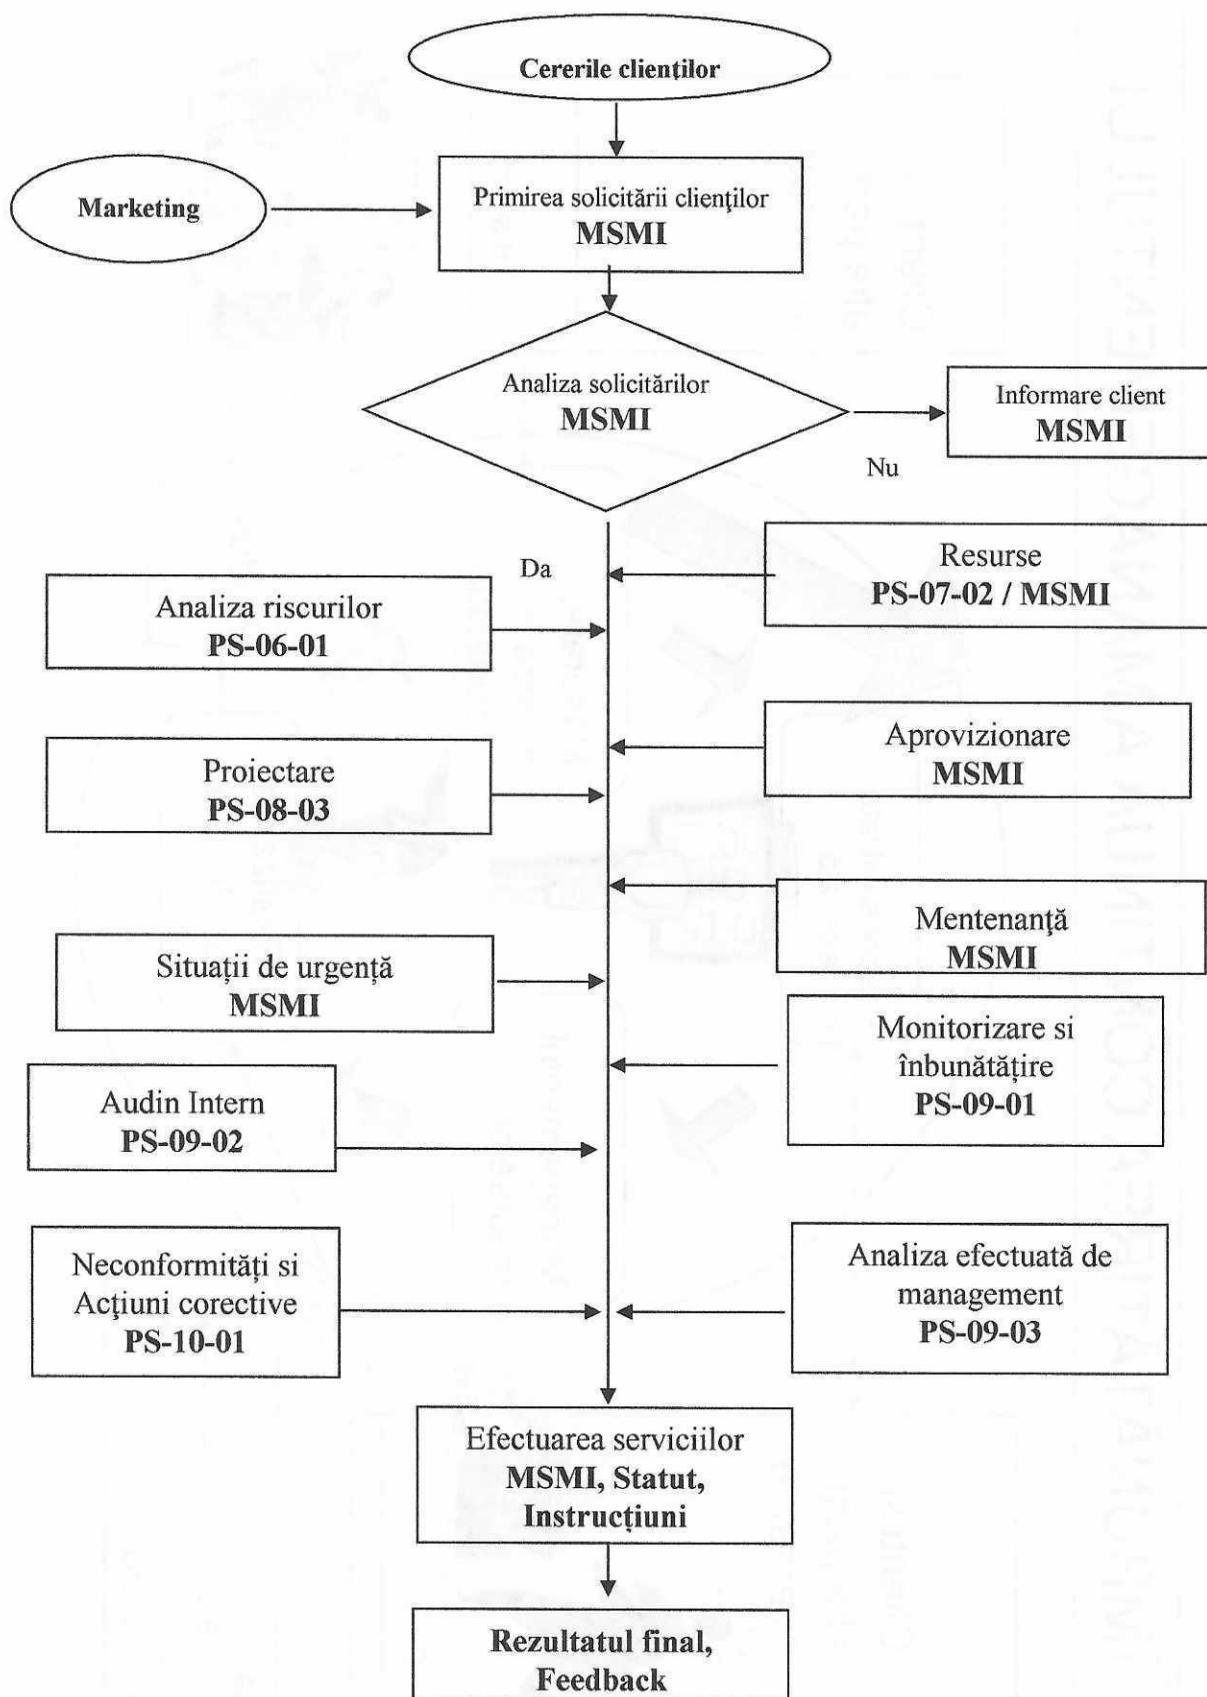 Cererile clienților
Marketing
Primirea solicitării clienţilor
MSMI
Analiza solicitărilor
MSMI
Informare client
MSMI
Nu
Da
Resurse
PS-07-02 / MSMI
Analiza riscurilor
PS-06-01
Aprovizionare
MSMI
Proiectare
PS-08-03
Mentenanţă
MSMI
Situații de urgență
MSMI
Monitorizare si
înbunătățire
PS-09-01
Audin Intern
PS-09-02
Neconformități si
Acţiuni corective
PS-10-01
Analiza efectuată de
management
PS-09-03
Efectuarea serviciilor
MSMI, Statut,
Instrucțiuni
Rezultatul final,
Feedback